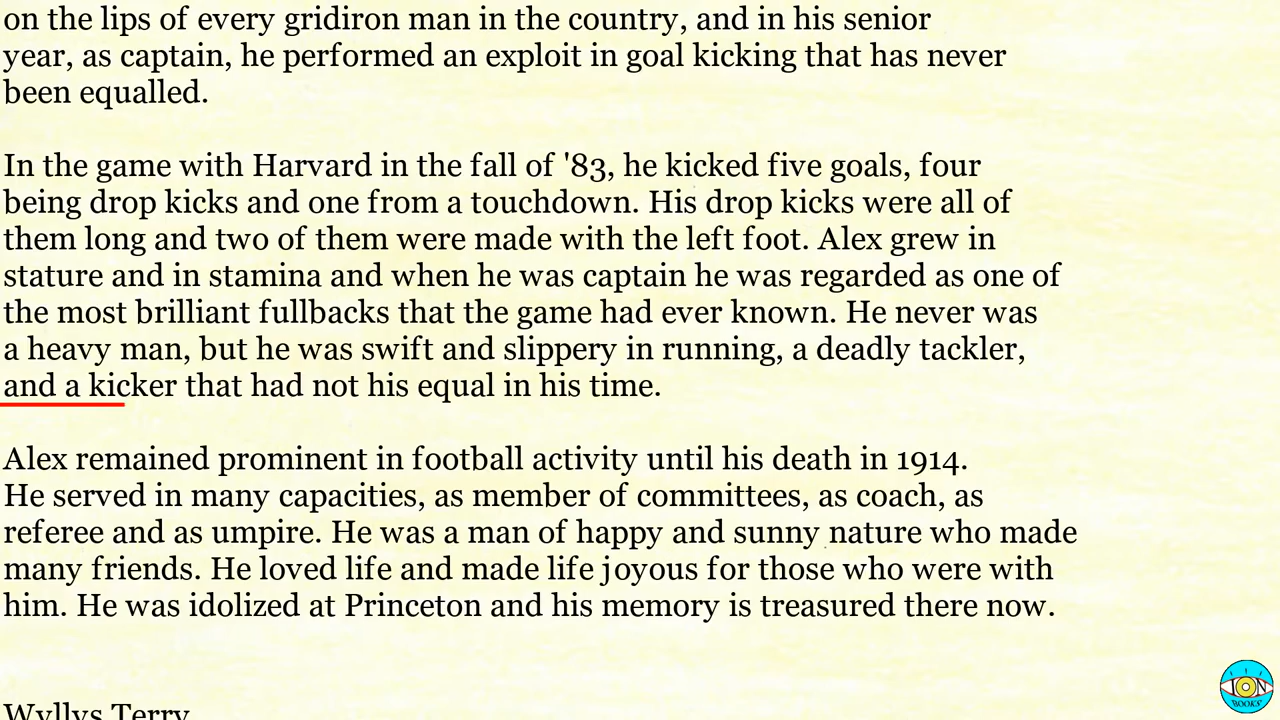 on the lips of every gridiron man in the country, and in his senior
year, as captain, he performed an exploit in goal kicking that has never
been equalled.
In the game with Harvard in the fall of '83, he kicked five goals, four
being drop kicks and one from a touchdown. His drop kicks were all of
them long and two of them were made with the left foot. Alex grew in
stature and in stamina and when he was captain he was regarded as one of
the most brilliant fullbacks that the game had ever known. He never was
a heavy man, but he was swift and slippery in running, a deadly tackler,
and a kicker that had not his equal in his time.
Alex remained prominent in football activity until his death in 1914.
He served in many capacities, as member of committees, as coach, as
referee and as umpire. He was a man of happy and sunny nature who made
many friends. He loved life and made life joyous for those who were with
him. He was idolized at Princeton and his memory is treasured there now.
Wyllys Terry
ION
BOOKS